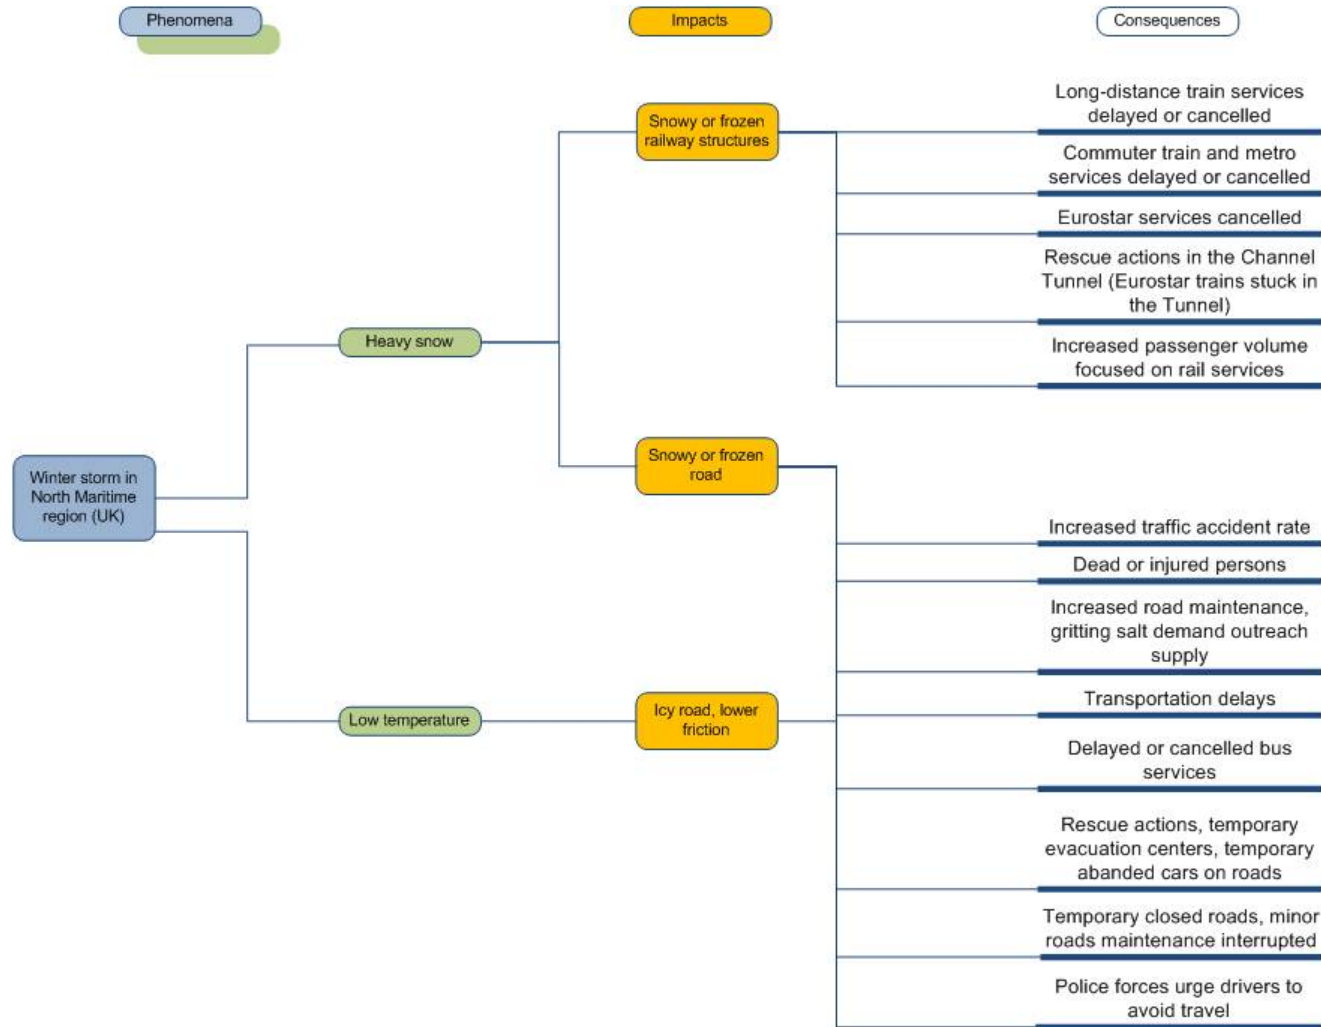 Phenomena
Impacts
Consequences
Long-distance train services
delayed or cancelled
Snowy or frozen
railway structures
Commuter train and metro
services delayed or cancelled
Eurostar services cancelled
Rescue actions in the Channel
Tunnel (Eurostar trains stuck in
the Tunnel)
Heavy snow
Increased passenger volume
focused on rail services
Snowy or frozen
road
Winter storm in
North Maritime
region (UK)
Increased traffic accident rate
Dead or injured persons
Increased road maintenance,
gritting salt demand outreach
supply
Low temperature
Icy road, lower
friction
Transportation delays
Delayed or cancelled bus
services
Rescue actions, temporary
evacuation centers, temporary
abanded cars on roads
Temporary closed roads, minor
roads maintenance interrupted
Police forces urge drivers to
avoid travel